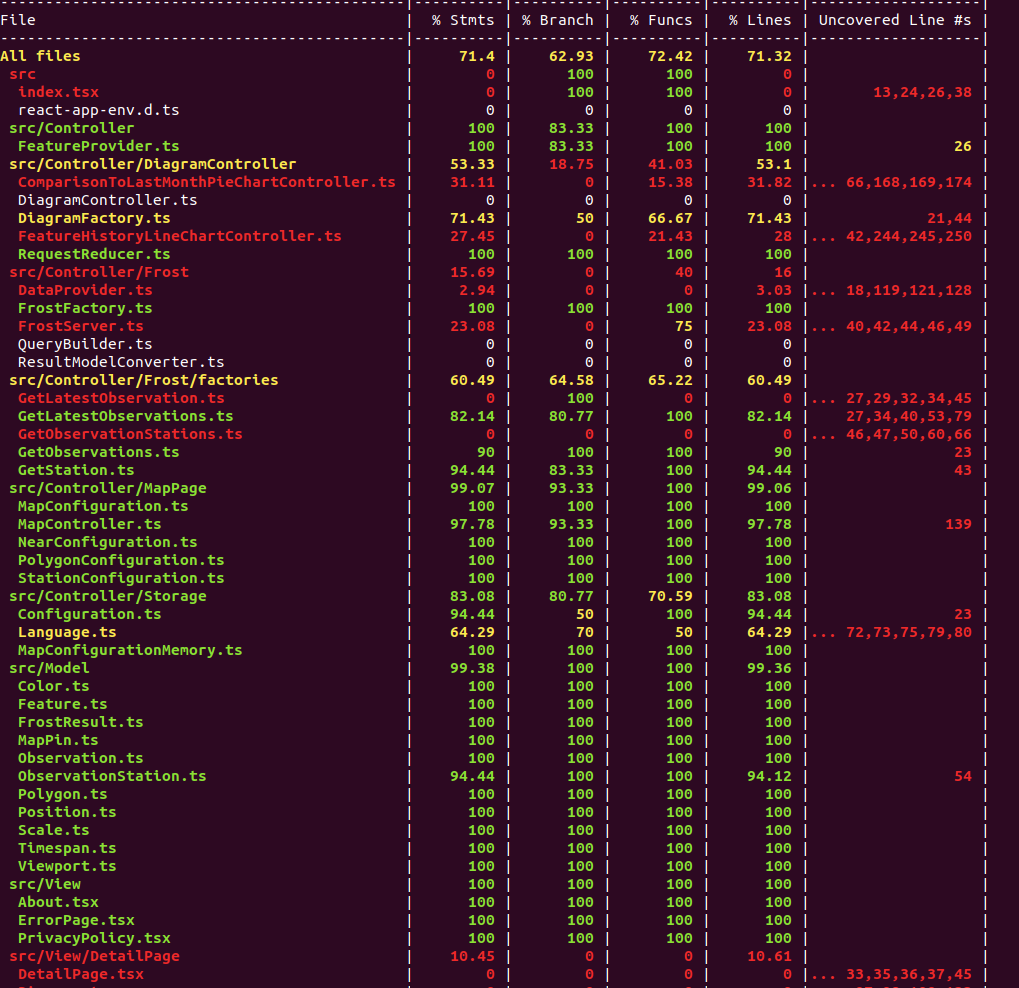 ---------------------------------------------|----------|----------|----------|----------|-------------------|
File | % Stmts | % Branch | % Funcs | % Lines | Uncovered Line #s |
---------------------------------------------|----------|----------|----------|----------|-------------------|
All files | 71.4 | 62.93 | 72.42 | 71.32 | |
src | 0 | 100 | 100 | 0 | |
index.tsx | 0 | 100 | 100 | 0 | 13,24,26,38 |
react-app-env.d.ts | 0 | 0 | 0 | 0 | |
src/Controller | 100 | 83.33 | 100 | 100 | |
FeatureProvider.ts | 100 | 83.33 | 100 | 100 | 26 |
src/Controller/DiagramController | 53.33 | 18.75 | 41.03 | 53.1 | |
ComparisonToLastMonthPieChartController.ts | 31.11 | 0 | 15.38 | 31.82 |... 66,168,169,174 |
DiagramController.ts | 0 | 0 | 0 | 0 | |
DiagramFactory.ts | 71.43 | 50 | 66.67 | 71.43 | 21,44 |
FeatureHistoryLineChartController.ts | 27.45 | 0 | 21.43 | 28 |... 42,244,245,250 |
RequestReducer.ts | 100 | 100 | 100 | 100 | |
src/Controller/Frost | 15.69 | 0 | 40 | 16 | |
DataProvider.ts | 2.94 | 0 | 0 | 3.03 |... 18,119,121,128 |
FrostFactory.ts | 100 | 100 | 100 | 100 | |
FrostServer.ts | 23.08 | 0 | 75 | 23.08 |... 40,42,44,46,49 |
QueryBuilder.ts | 0 | 0 | 0 | 0 | |
ResultModelConverter.ts | 0 | 0 | 0 | 0 | |
src/Controller/Frost/factories | 60.49 | 64.58 | 65.22 | 60.49 | |
GetLatestObservation.ts | 0 | 100 | 0 | 0 |... 27,29,32,34,45 |
GetLatestObservations.ts | 82.14 | 80.77 | 100 | 82.14 | 27,34,40,53,79 |
GetObservationStations.ts | 0 | 0 | 0 | 0 |... 46,47,50,60,66 |
GetObservations.ts | 90 | 100 | 100 | 90 | 23 |
GetStation.ts | 94.44 | 83.33 | 100 | 94.44 | 43 |
src/Controller/MapPage | 99.07 | 93.33 | 100 | 99.06 | |
MapConfiguration.ts | 100 | 100 | 100 | 100 | |
MapController.ts | 97.78 | 93.33 | 100 | 97.78 | 139 |
NearConfiguration.ts | 100 | 100 | 100 | 100 | |
PolygonConfiguration.ts | 100 | 100 | 100 | 100 | |
StationConfiguration.ts | 100 | 100 | 100 | 100 | |
src/Controller/Storage | 83.08 | 80.77 | 70.59 | 83.08 | |
Configuration.ts | 94.44 | 50 | 100 | 94.44 | 23 |
Language.ts | 64.29 | 70 | 50 | 64.29 |... 72,73,75,79,80 |
MapConfigurationMemory.ts | 100 | 100 | 100 | 100 | |
src/Model | 99.38 | 100 | 100 | 99.36 | |
Color.ts | 100 | 100 | 100 | 100 | |
Feature.ts | 100 | 100 | 100 | 100 | |
FrostResult.ts | 100 | 100 | 100 | 100 | |
MapPin.ts | 100 | 100 | 100 | 100 | |
Observation.ts | 100 | 100 | 100 | 100 | |
ObservationStation.ts | 94.44 | 100 | 100 | 94.12 | 54 |
Polygon.ts | 100 | 100 | 100 | 100 | |
Position.ts | 100 | 100 | 100 | 100 | |
Scale.ts | 100 | 100 | 100 | 100 | |
Timespan.ts | 100 | 100 | 100 | 100 | |
Viewport.ts | 100 | 100 | 100 | 100 | |
src/View | 100 | 100 | 100 | 100 | |
About.tsx | 100 | 100 | 100 | 100 | |
ErrorPage.tsx | 100 | 100 | 100 | 100 | |
PrivacyPolicy.tsx | 100 | 100 | 100 | 100 | |
src/View/DetailPage | 10.45 | 0 | 0 | 10.61 | |
DetailPage.tsx | 0 | 0 | 0 | 0 |... 33,35,36,37,45 |